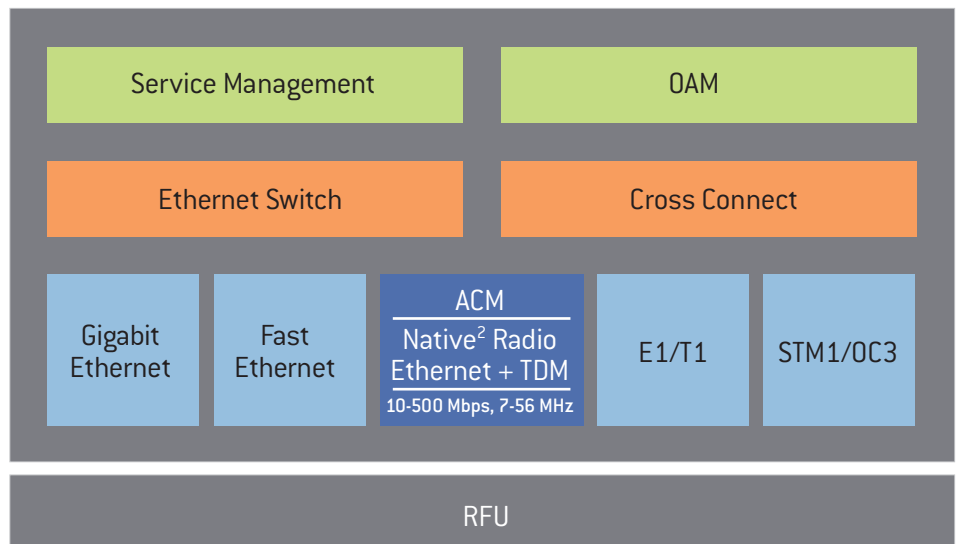 Service Management
OAM
Ethernet Switch
Cross Connect
Gigabit
Ethernet
Fast
Ethernet
ACM
Native² Radio
Ethernet + TDM
10-500 Mbps, 7-56 MHz
E1/T1
STM1/OC3
RFU